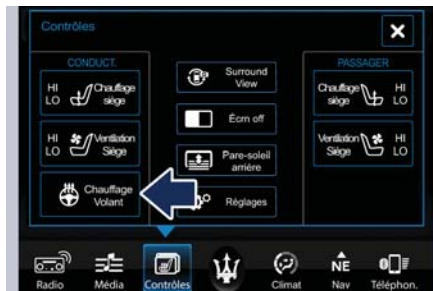 Contrôles
CONDUCT.
HI
LO
Chauffage
siège
HI
LO
Ventilation
Siège
Chauffage
Volant
Surround
View
Écrn off
Pare-soleil
arrière
Réglages
PASSAGER
Chauffage
siège
HI
LO
Ventilation
Siège
HI
LO
Radio
Média
Contrôles
Climat
NE
Nav
Téléphon.